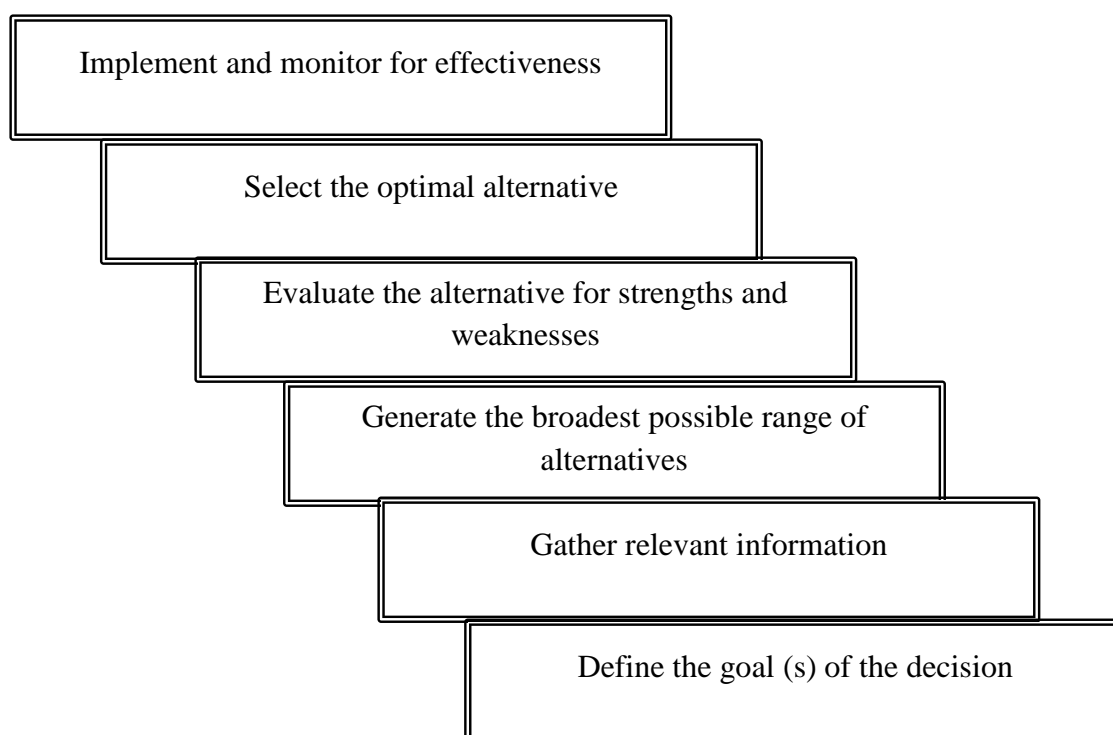 Implement and monitor for effectiveness
Select the optimal alternative
Evaluate the alternative for strengths and
weaknesses
Generate the broadest possible range of
alternatives
Gather relevant information
Define the goal (s) of the decision